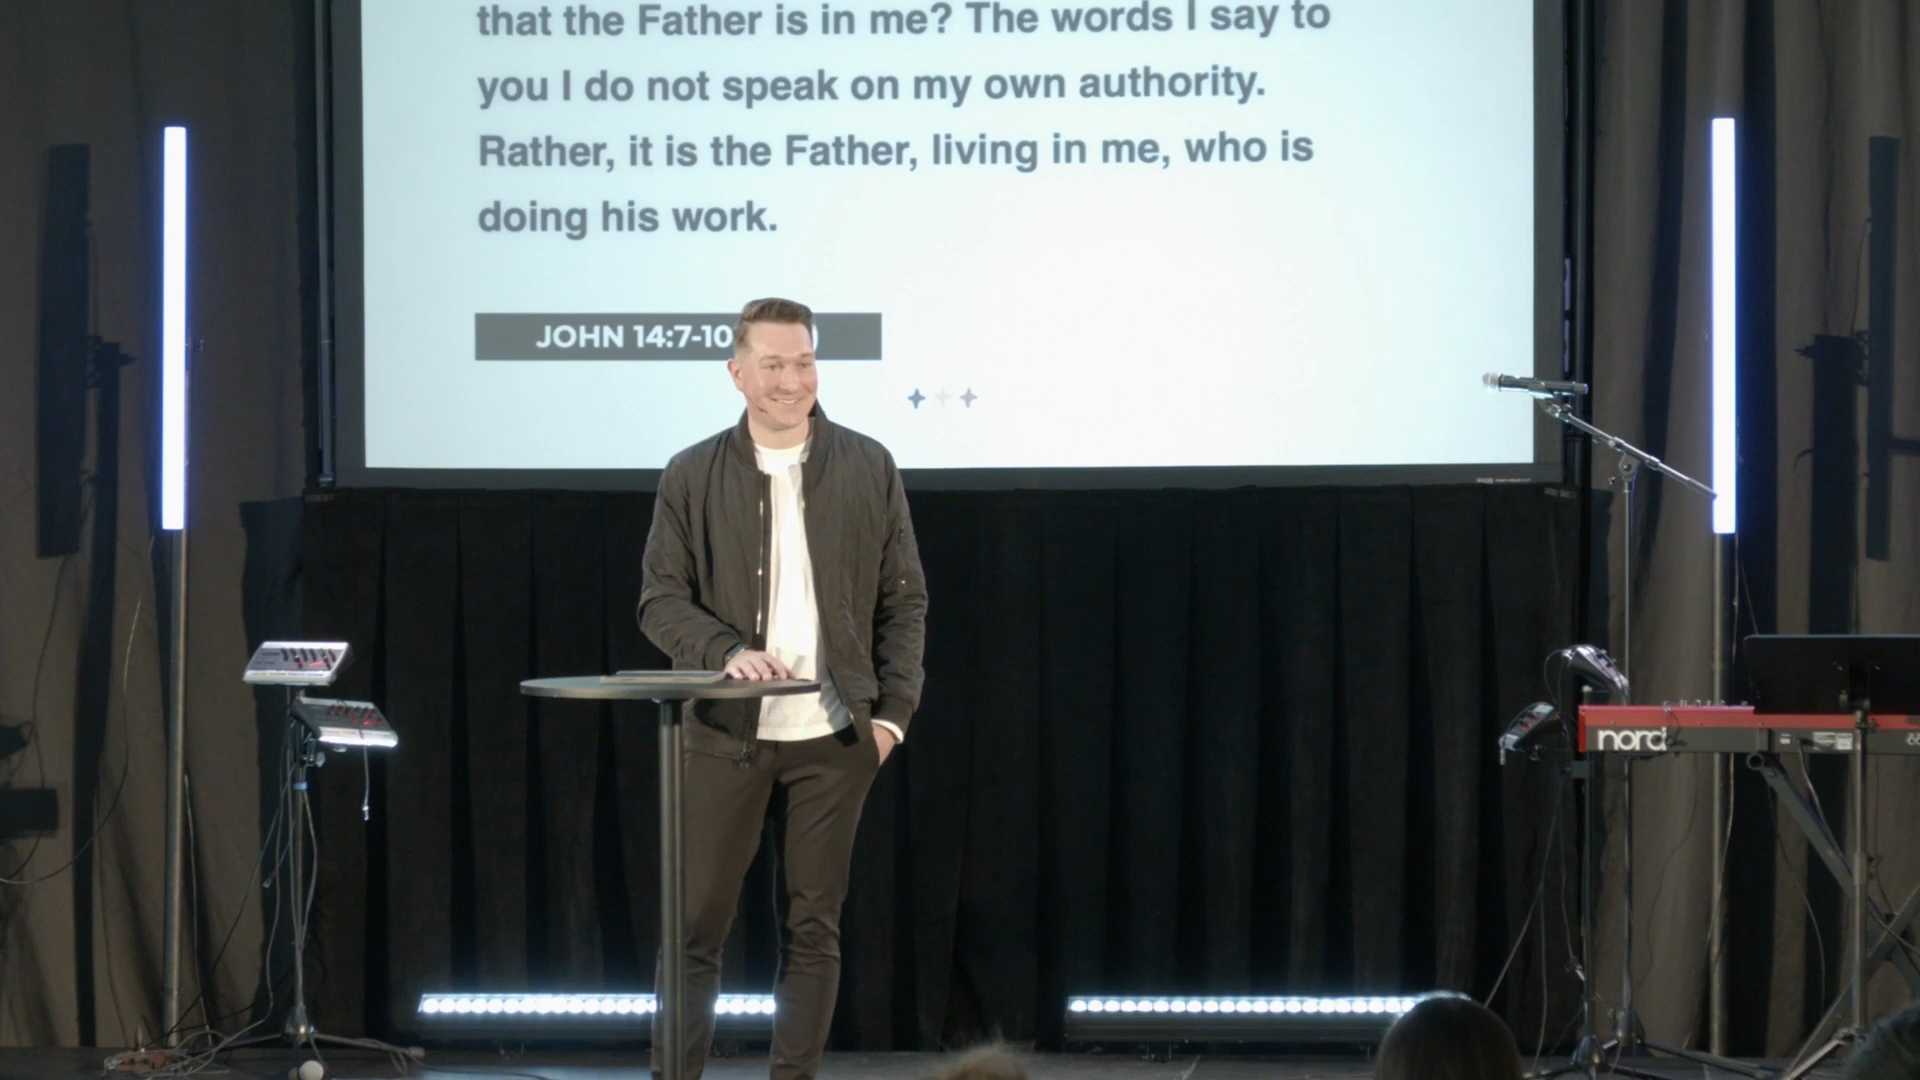 that the Father is in me? The words I say to
you I do not speak on my own authority.
Rather, it is the Father, living in me, who is
doing his work.
JOHN 14:7-10
nord